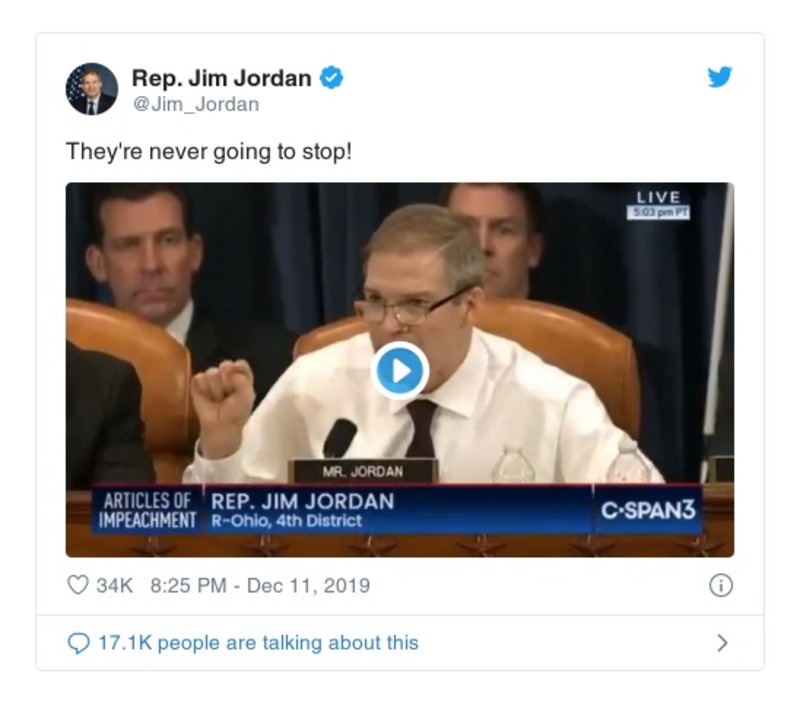 Rep. Jim Jordan
@Jim_Jordan
They're never going to stop!
LIVE
5:03 pm PT
MR. JORDAN
ARTICLES OF IMPEACHMENT
REP. JIM JORDAN
R-Ohio, 4th District
C-SPAN3
34K 8:25 PM - Dec 11, 2019
17.1K people are talking about this